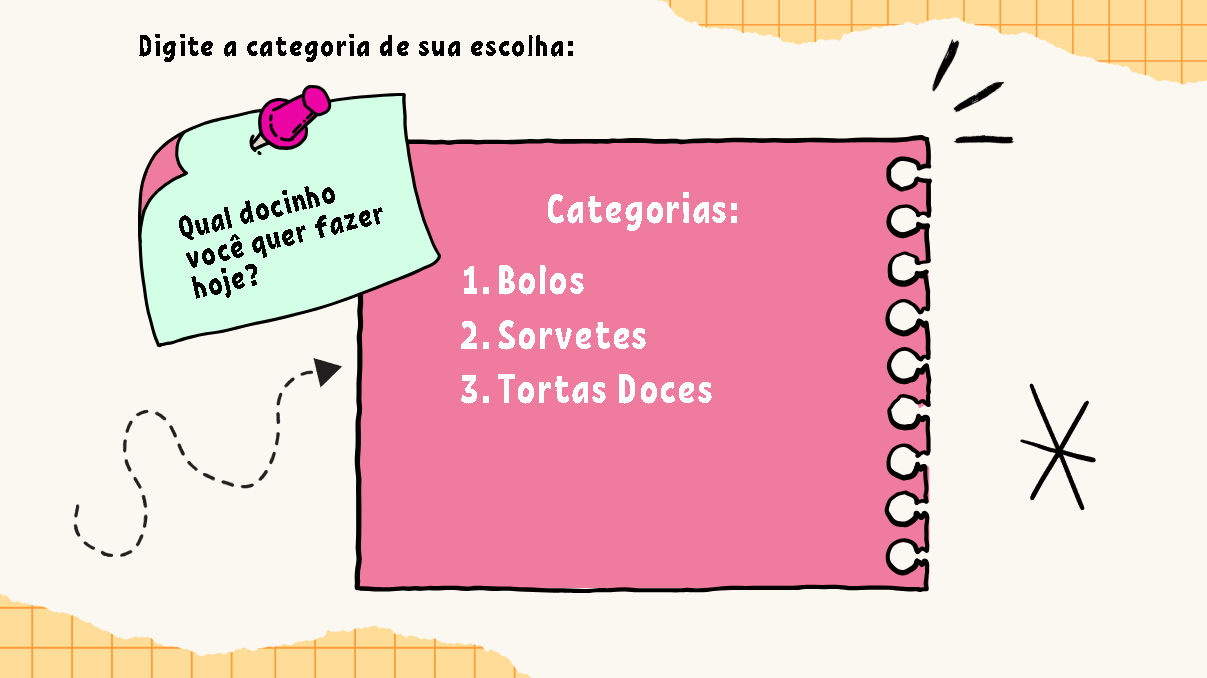 Digite a categoria de sua escolha:
Qual docinho
você quer fazer
hoje?
Categorias:
1. Bolos
2. Sorvetes
3. Tortas Doces